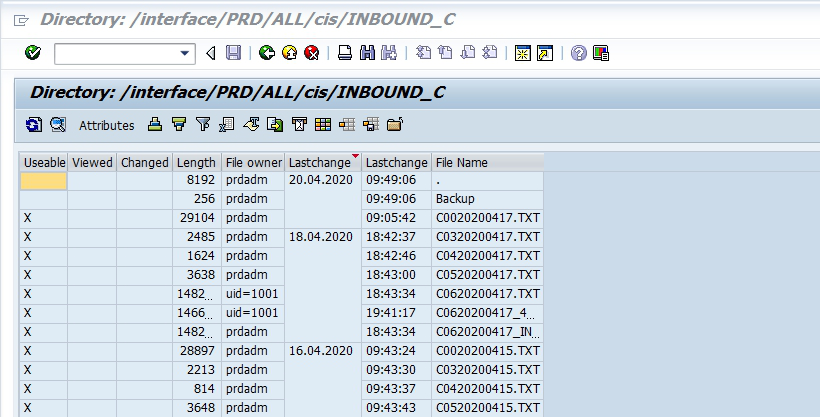 Directory: /interface/PRD/ALL/cis/INBOUND_C
Directory: /interface/PRD/ALL/cis/INBOUND_C
Attributes
Useable Viewed Changed Length File owner Lastchange Lastchange File Name
8192 prdadm 20.04.2020 09:49:06 .
256 prdadm 09:49:06 Backup
X 29104 prdadm 09:05:42 C0020200417.TXT
X 2485 prdadm 18.04.2020 18:42:37 C0320200417.TXT
X 1624 prdadm 18:42:46 C0420200417.TXT
X 3638 prdadm 18:43:00 C0520200417.TXT
X 1482... uid=1001 18:43:34 C0620200417.TXT
X 1466... uid=1001 19:41:17 C0620200417_4...
X 1482... prdadm 18:43:34 C0620200417_IN...
X 28897 prdadm 16.04.2020 09:43:24 C0020200415.TXT
X 2213 prdadm 09:43:30 C0320200415.TXT
X 814 prdadm 09:43:37 C0420200415.TXT
X 3648 prdadm 09:43:43 C0520200415.TXT